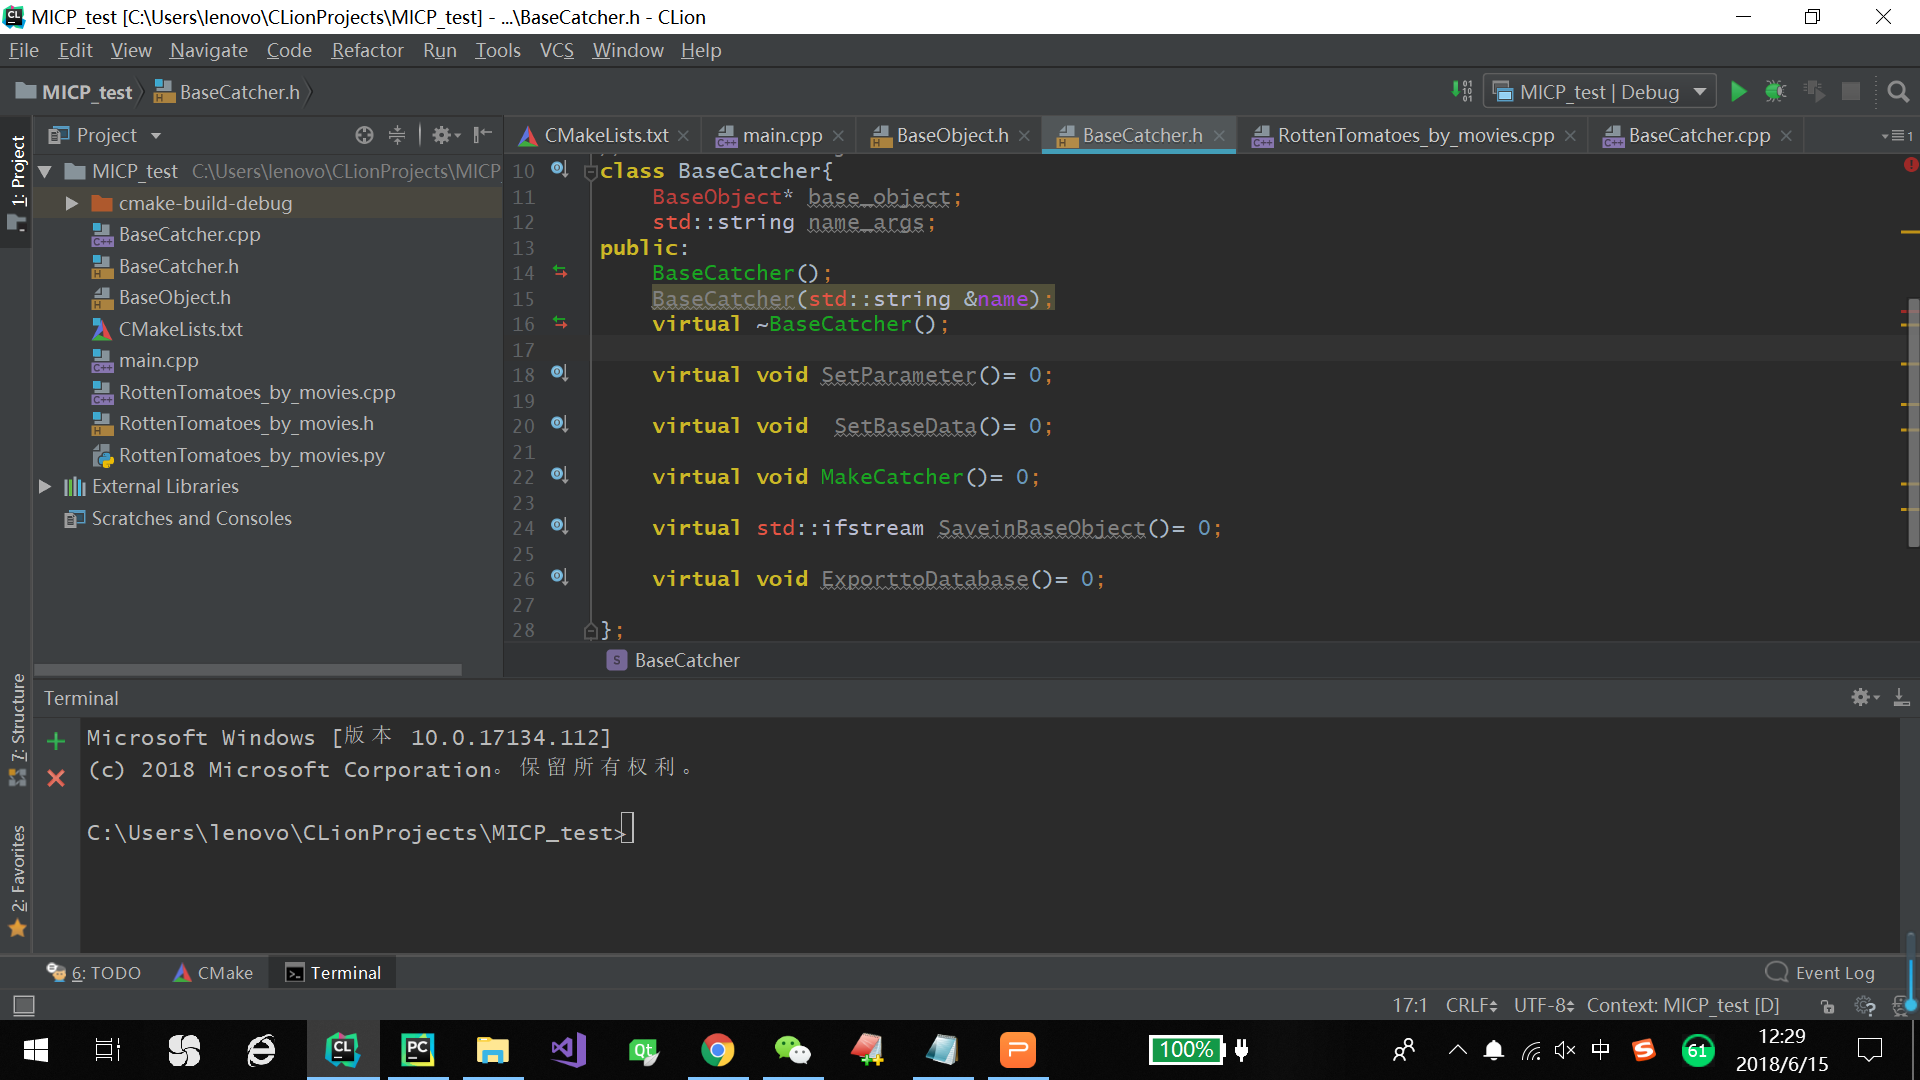 MICP_test [C:\Users\lenovo\CLionProjects\MICP_test] - ...\BaseCatcher.h - CLion
File Edit View Navigate Code Refactor Run Tools VCS Window Help
MICP_test BaseCatcher.h
MICP_test | Debug
1: Project
Project
CMakeLists.txt main.cpp BaseObject.h BaseCatcher.h RottenTomatoes_by_movies.cpp BaseCatcher.cpp
MICP_test C:\Users\lenovo\CLionProjects\MICP
cmake-build-debug
BaseCatcher.cpp
BaseCatcher.h
BaseObject.h
CMakeLists.txt
main.cpp
RottenTomatoes_by_movies.cpp
RottenTomatoes_by_movies.h
RottenTomatoes_by_movies.py
External Libraries
Scratches and Consoles
10 class BaseCatcher{
11 BaseObject* base_object;
12 std::string name_args;
13 public:
14 BaseCatcher();
15 BaseCatcher(std::string &name);
16 virtual ~BaseCatcher();
17
18 virtual void SetParameter()= 0;
19
20 virtual void  SetBaseData()= 0;
21
22 virtual void MakeCatcher()= 0;
23
24 virtual std::ifstream SaveinBaseObject()= 0;
25
26 virtual void ExporttoDatabase()= 0;
27
28 };
S BaseCatcher
7: Structure
2: Favorites
Terminal
Microsoft Windows [版本 10.0.17134.112]
(c) 2018 Microsoft Corporation。保留所有权利。
C:\Users\lenovo\CLionProjects\MICP_test>
6: TODO CMake Terminal Event Log
17:1 CRLF UTF-8 Context: MICP_test [D]
100% 中 61 12:29
2018/6/15